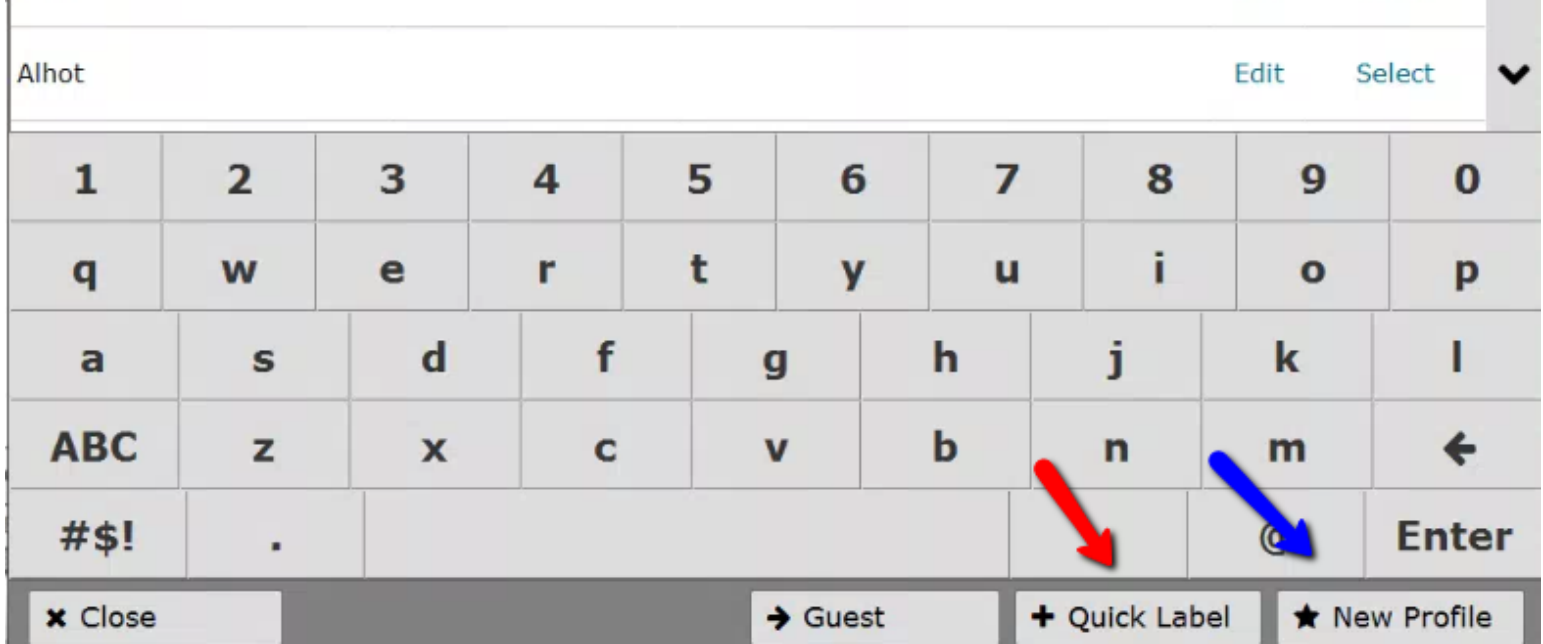 Alhot Edit Select
1 2 3 4 5 6 7 8 9 0
q w e r t y u i o p
a s d f g h j k l
ABC z x c v b n m
#$! . @ Enter
Close Guest + Quick Label New Profile